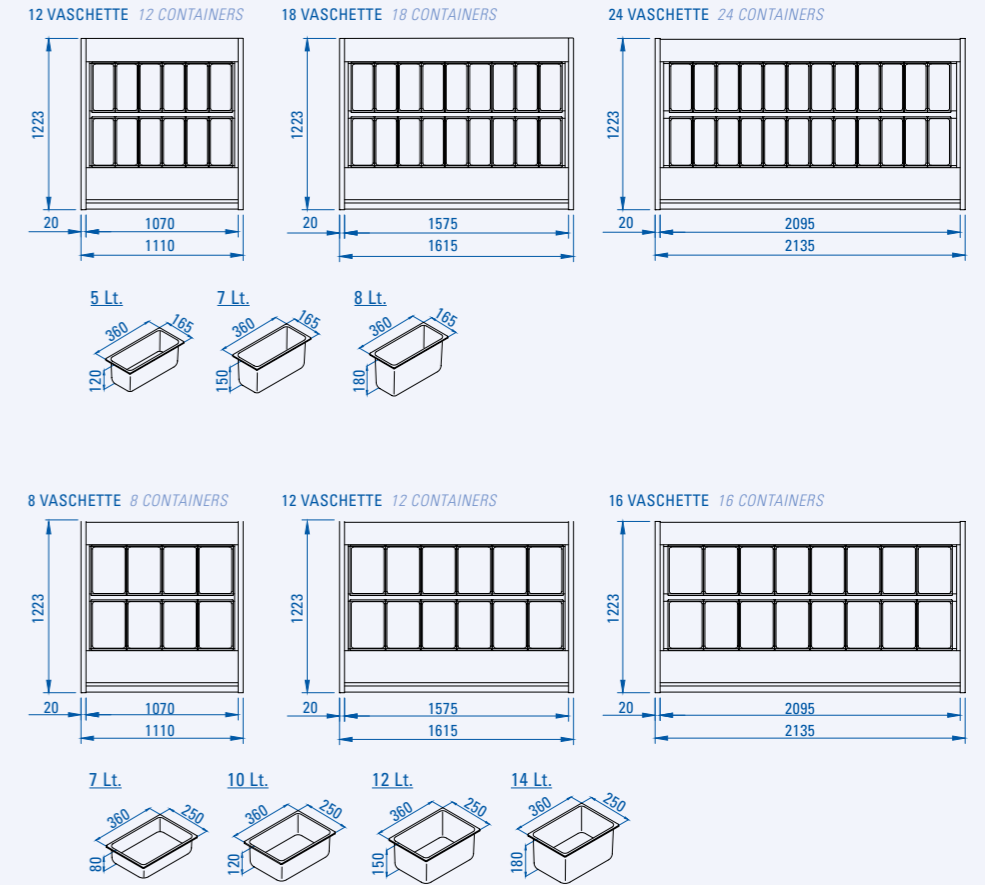 12 VASCHETTE 12 CONTAINERS
18 VASCHETTE 18 CONTAINERS
24 VASCHETTE 24 CONTAINERS
1223
1223
1223
20 1070
1110
20 1575
1615
20 2095
2135
5 Lt.
360 165
120
7 Lt.
360 165
150
8 Lt.
360 165
180
8 VASCHETTE 8 CONTAINERS
12 VASCHETTE 12 CONTAINERS
16 VASCHETTE 16 CONTAINERS
1223
1223
1223
20 1070
1110
20 1575
1615
20 2095
2135
7 Lt.
360 250
80
10 Lt.
360 250
120
12 Lt.
360 250
150
14 Lt.
360 250
180